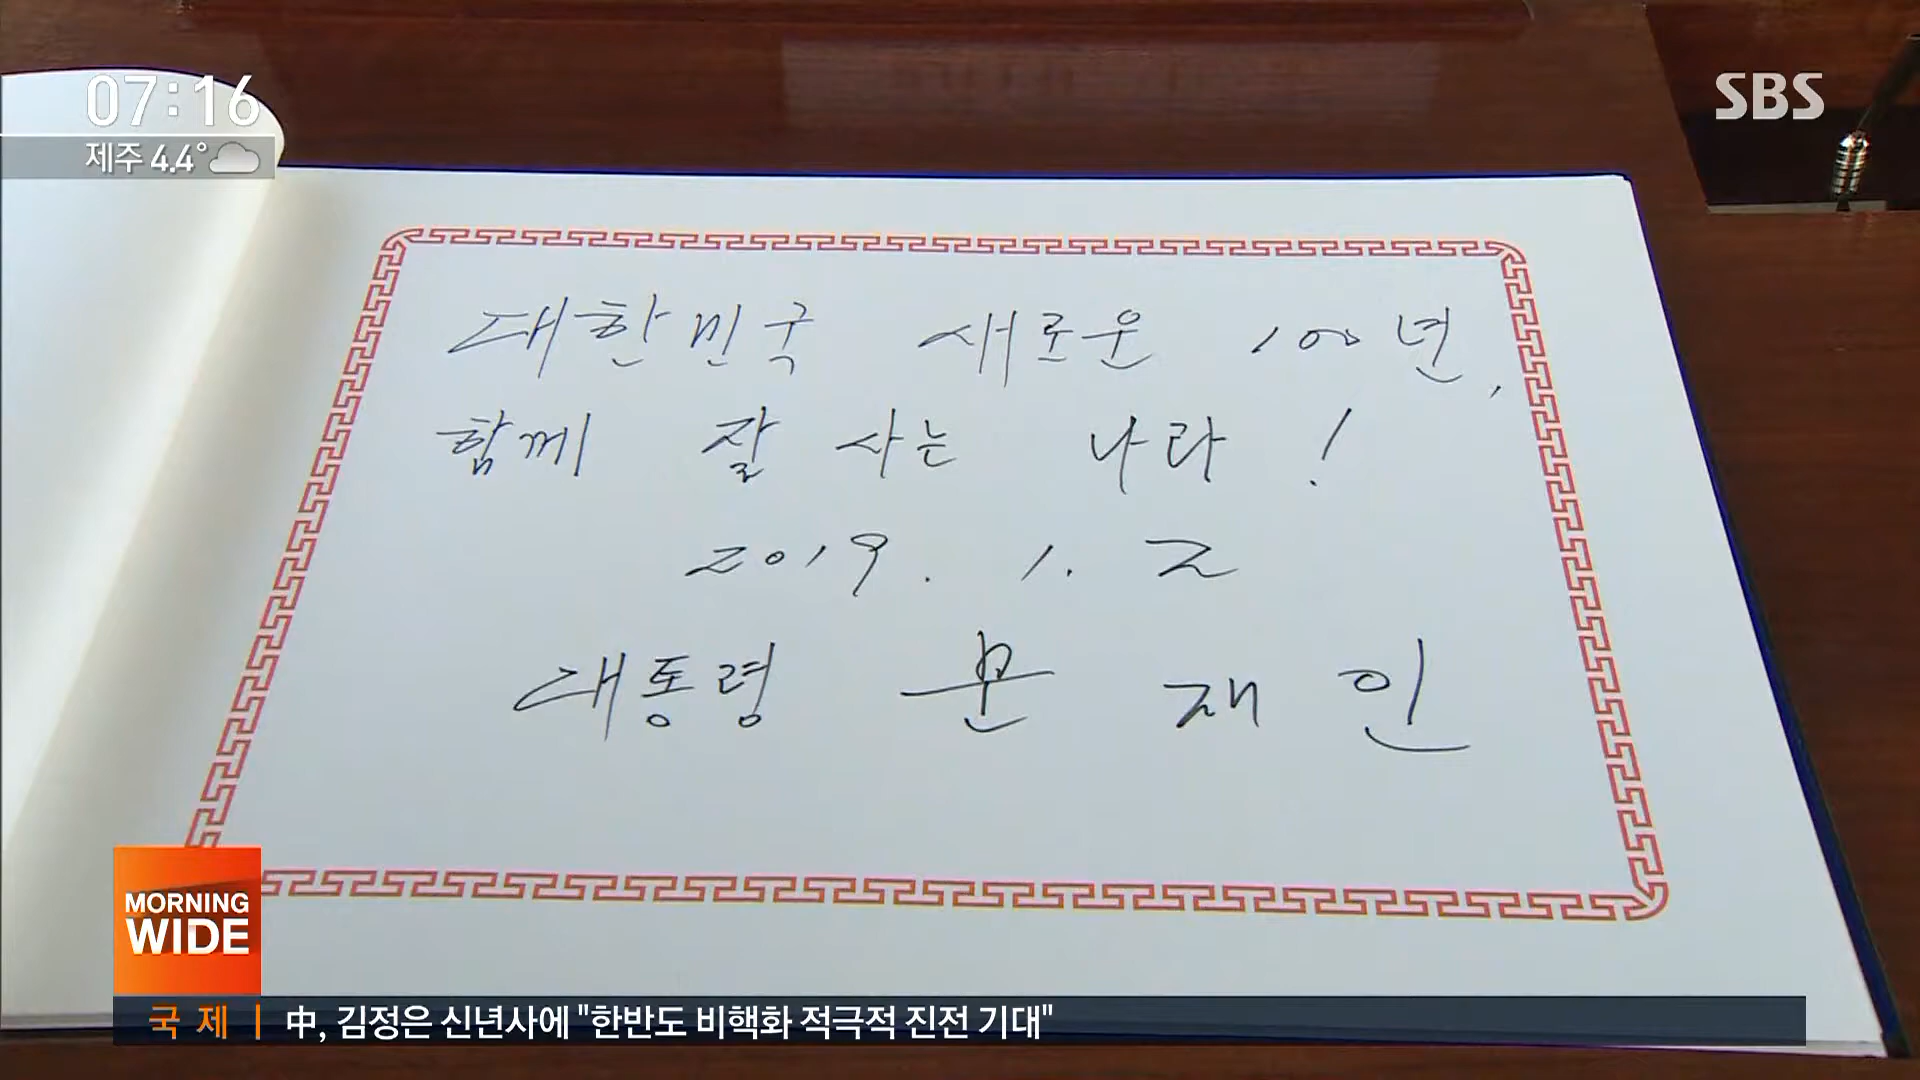 07:16
SBS
제주 4.4°
대한민국 새로운 100년,
함께 잘 사는 나라!
2019. 1. 2
대통령 문재인
MORNING
WIDE
국제 | 中, 김정은 신년사에 "한반도 비핵화 적극적 진전 기대"